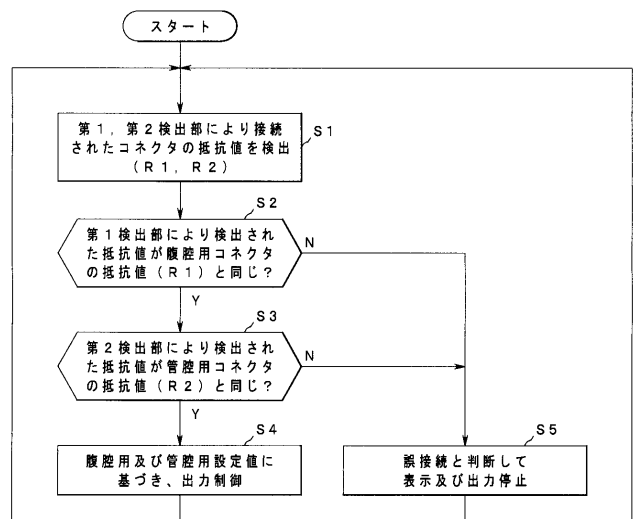 スタート
第1，第2検出部により接続
されたコネクタの抵抗値を検出
(R1，R2)
S1
S2
第1検出部により検出され
た抵抗値が腹腔用コネクタ
の抵抗値（R1）と同じ？
N
Y
S3
第2検出部により検出され
た抵抗値が管腔用コネクタ
の抵抗値（R2）と同じ？
N
Y
S4
腹腔用及び管腔用設定値に
基づき、出力制御
S5
誤接続と判断して
表示及び出力停止